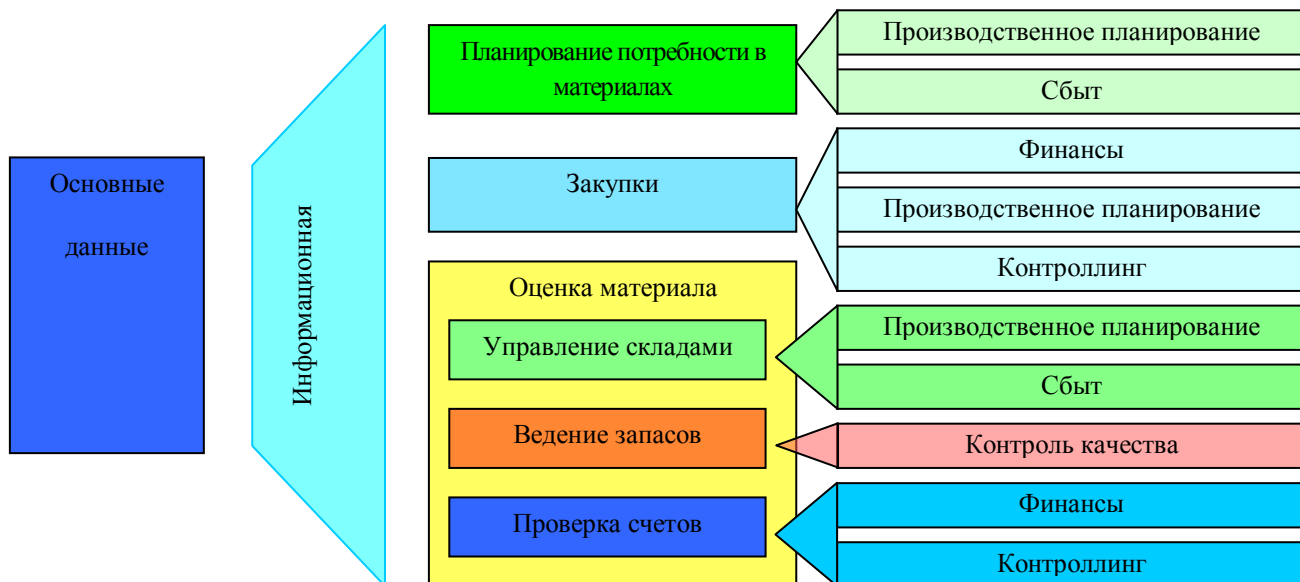 Основные
данные
Информационная
Планирование потребности в
материалах
Производственное планирование
Сбыт
Закупки
Финансы
Производственное планирование
Контроллинг
Оценка материала
Управление складами
Производственное планирование
Сбыт
Ведение запасов
Контроль качества
Проверка счетов
Финансы
Контроллинг